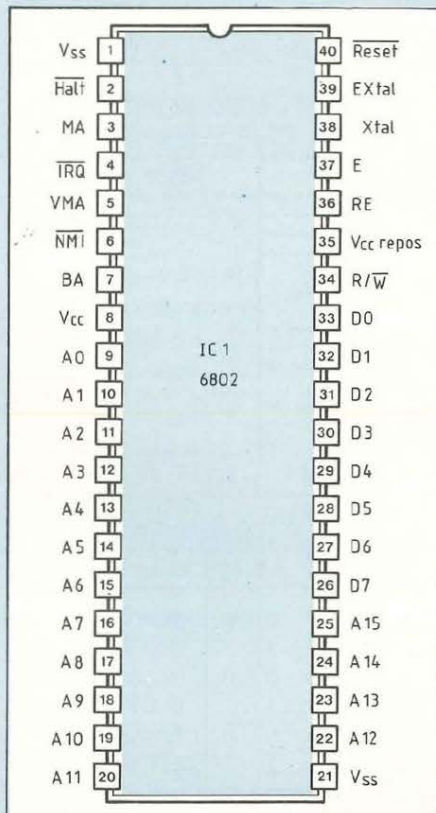 Vss 1 40 Reset
Halt 2 39 EXtal
MA 3 38 Xtal
IRQ 4 37 E
VMA 5 36 RE
NMI 6 35 Vcc repos
BA 7 34 R/W
Vcc 8 33 D0
A0 9 IC 1 32 D1
6802
A1 10 31 D2
A2 11 30 D3
A3 12 29 D4
A4 13 28 D5
A5 14 27 D6
A6 15 26 D7
A7 16 25 A15
A8 17 24 A14
A9 18 23 A13
A10 19 22 A12
A11 20 21 Vss